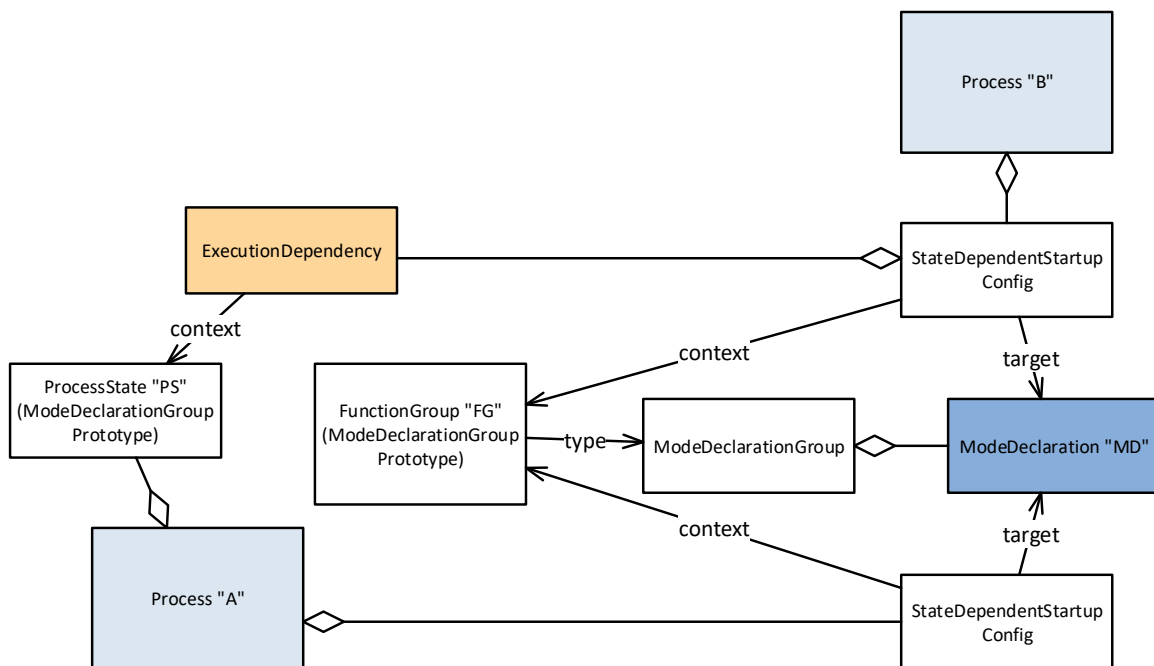 Process "B"
ExecutionDependency
StateDependentStartup
Config
context
context
target
ProcessState "PS"
(ModeDeclarationGroup
Prototype)
FunctionGroup "FG"
(ModeDeclarationGroup
Prototype)
type
ModeDeclarationGroup
ModeDeclaration "MD"
context
target
Process "A"
StateDependentStartup
Config